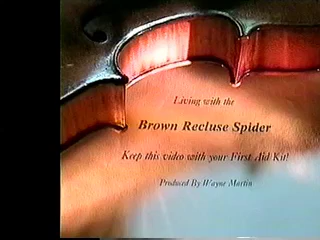 Living with the
Brown Recluse Spider
Keep this video with your First Aid Kit!
Produced By Wayne Martin